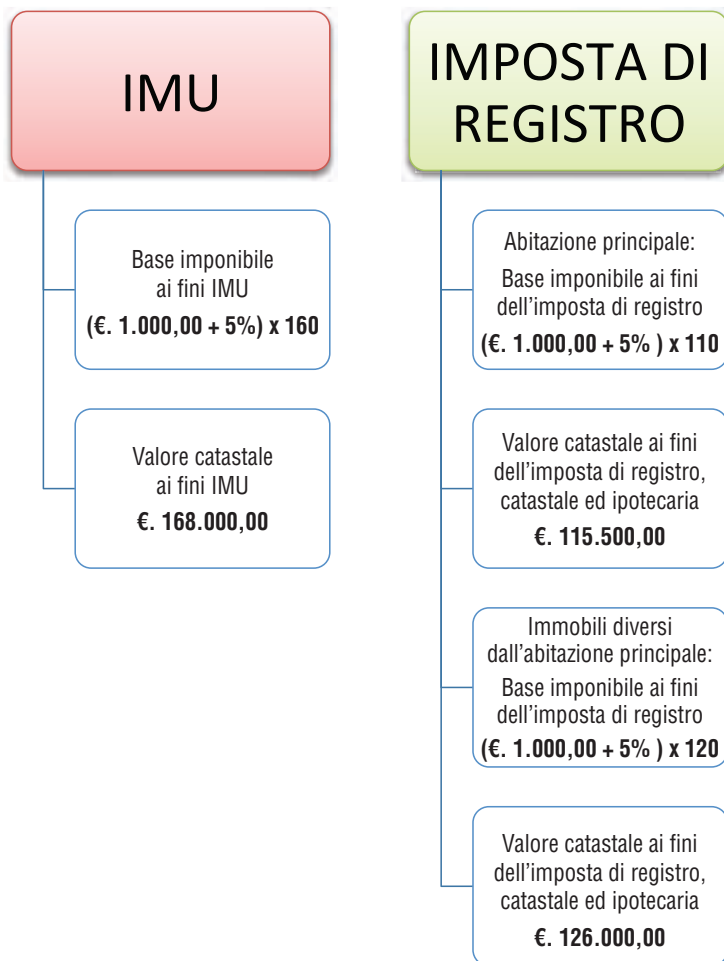 IMU
Base imponibile
ai fini IMU
(€. 1.000,00 + 5%) x 160
Valore catastale
ai fini IMU
€. 168.000,00
IMPOSTA DI
REGISTRO
Abitazione principale:
Base imponibile ai fini
dell'imposta di registro
(€. 1.000,00 + 5% ) x 110
Valore catastale ai fini
dell'imposta di registro,
catastale ed ipotecaria
€. 115.500,00
Immobili diversi
dall'abitazione principale:
Base imponibile ai fini
dell'imposta di registro
(€. 1.000,00 + 5% ) x 120
Valore catastale ai fini
dell'imposta di registro,
catastale ed ipotecaria
€. 126.000,00